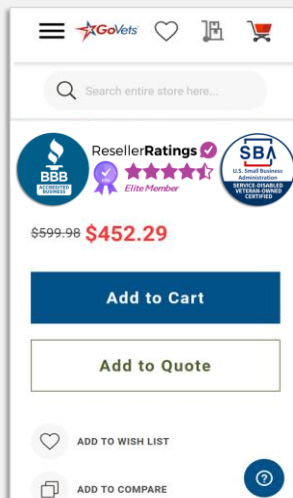 GoVets
Search entire store here...
BBB
ACCREDITED
BUSINESS
ResellerRatings
Elite Member
SBA
U.S. Small Business
Administration
SERVICE-DISABLED
VETERAN-OWNED
CERTIFIED
$599.98 $452.29
Add to Cart
Add to Quote
ADD TO WISH LIST
ADD TO COMPARE
?